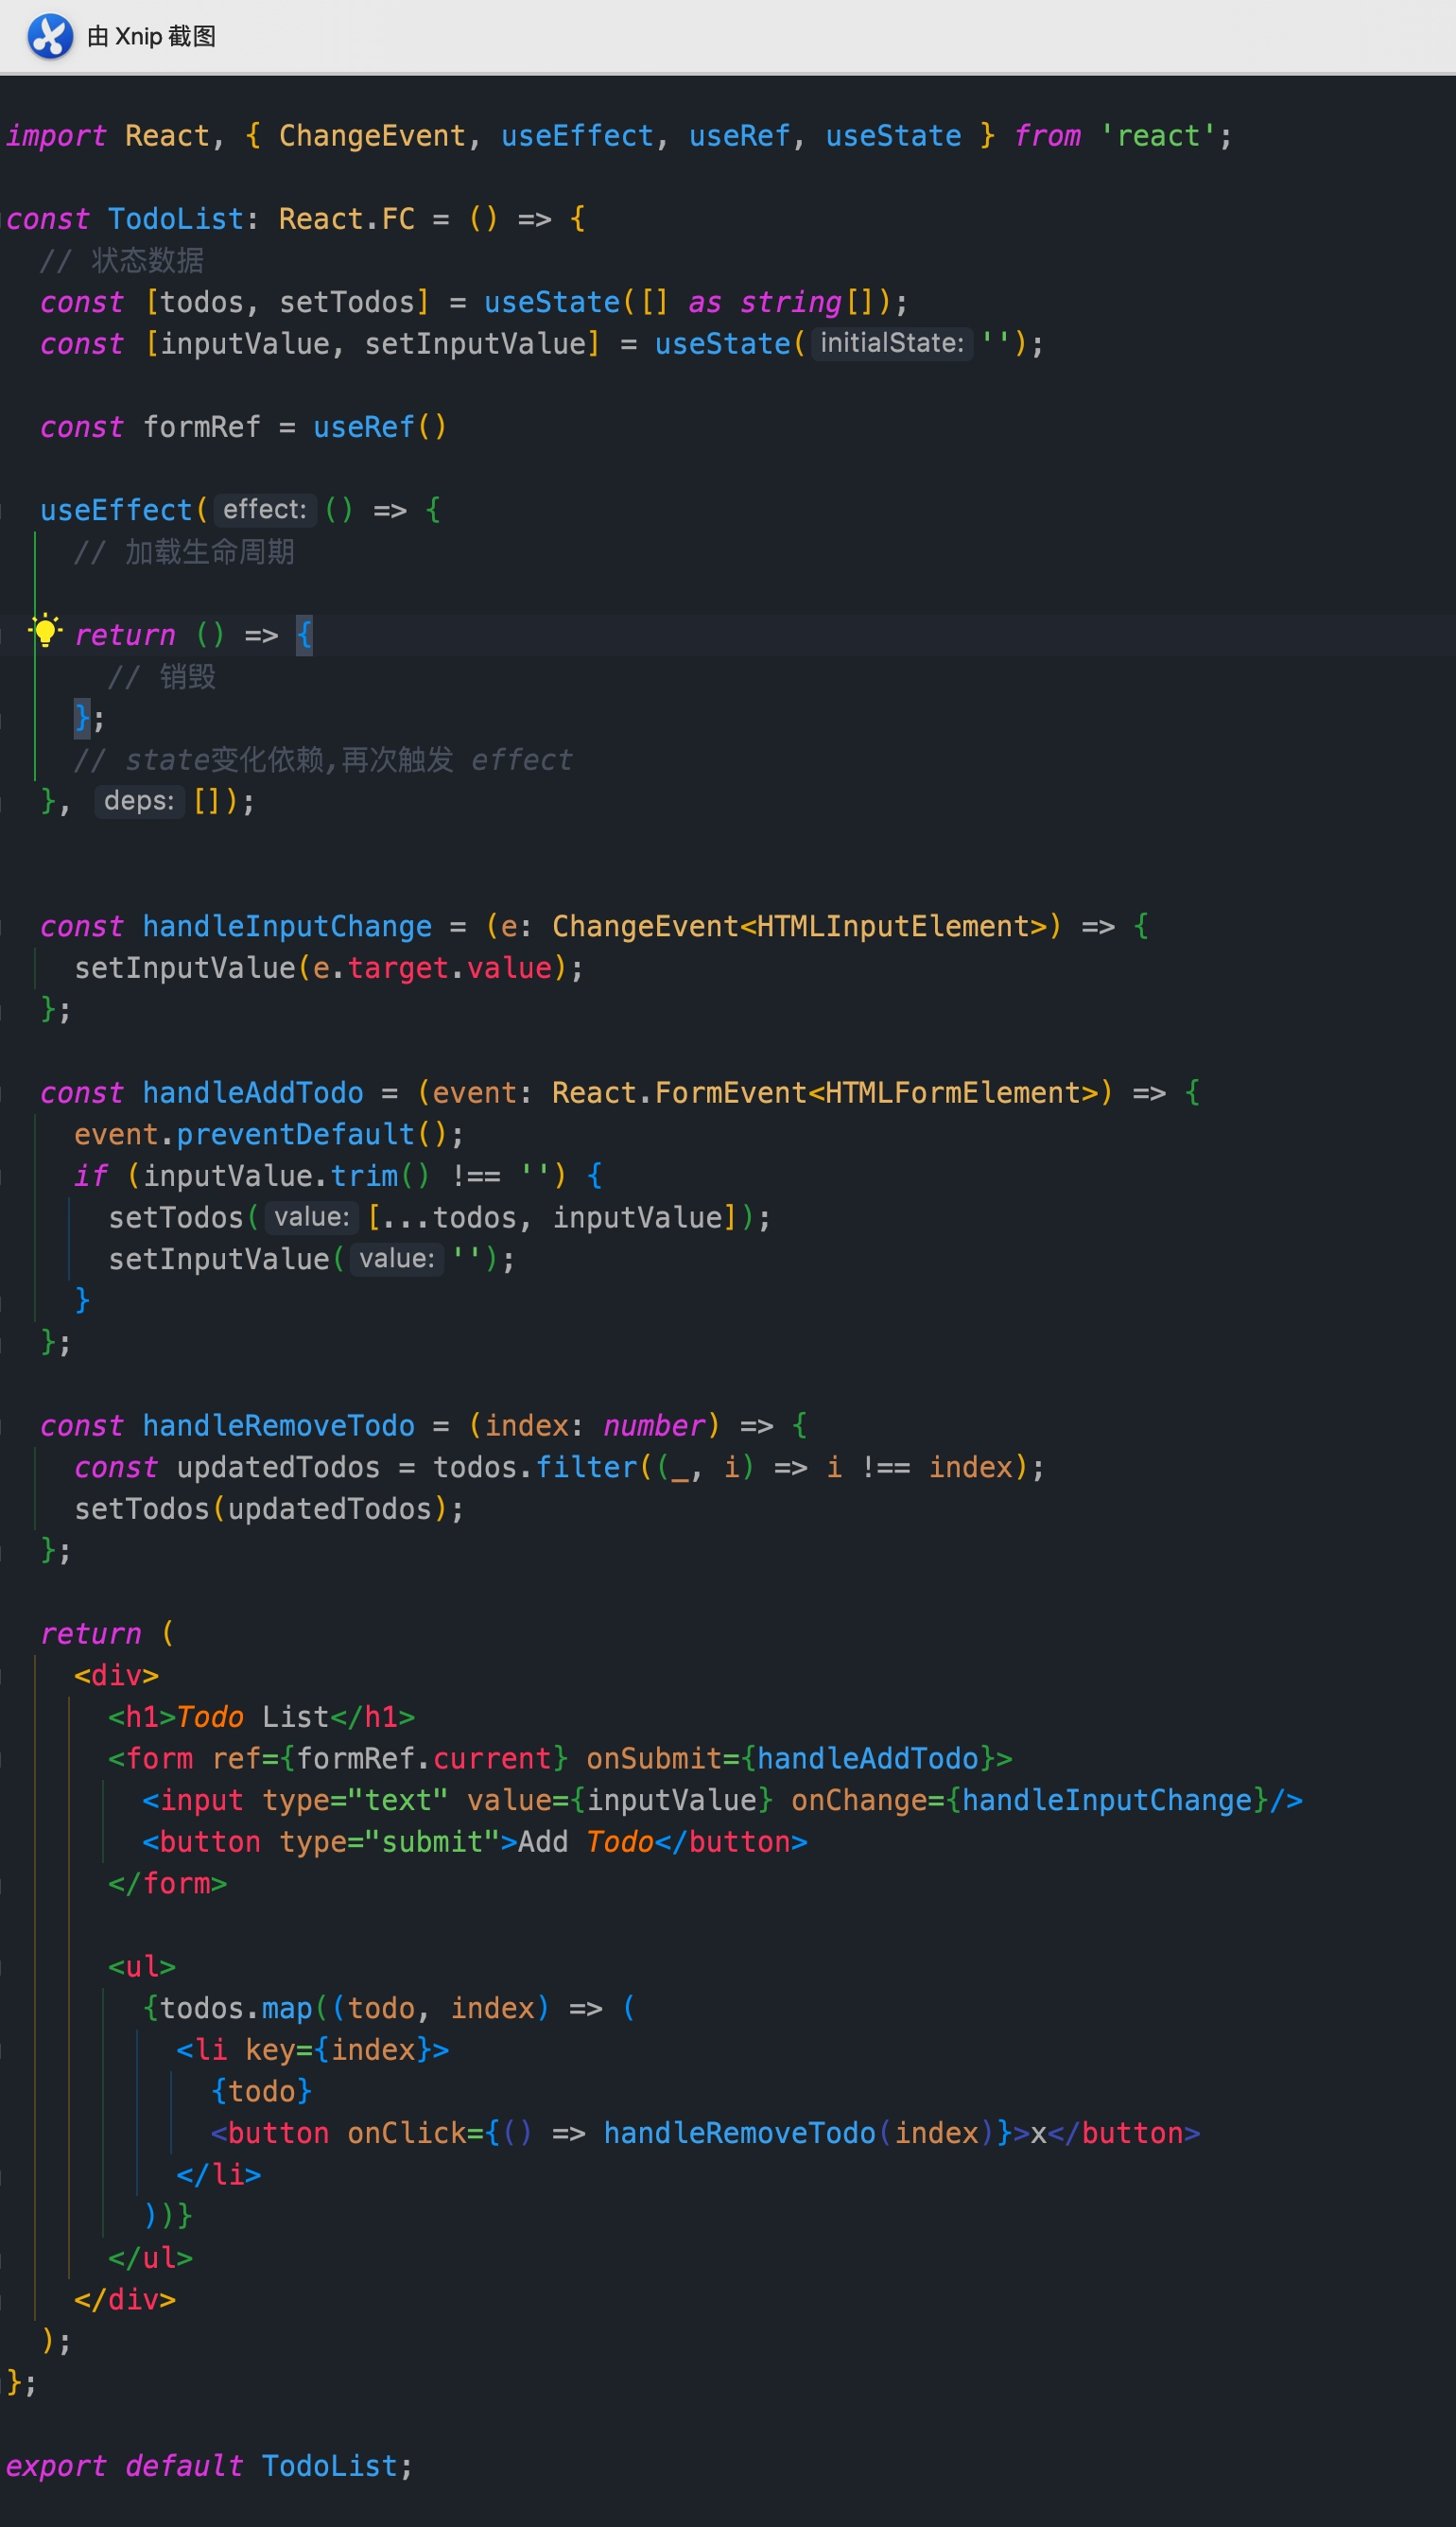 由 Xnip 截图
import React, { ChangeEvent, useEffect, useRef, useState } from 'react';
const TodoList: React.FC = () => {
// 状态数据
const [todos, setTodos] = useState([] as string[]);
const [inputValue, setInputValue] = useState( initialState: '');
const formRef = useRef()
useEffect( effect: () => {
// 加载生命周期
return () => {
// 销毁
};
// state变化依赖,再次触发 effect
}, deps: []);
const handleInputChange = (e: ChangeEvent<HTMLInputElement>) => {
setInputValue(e.target.value);
};
const handleAddTodo = (event: React.FormEvent<HTMLFormElement>) => {
event.preventDefault();
if (inputValue.trim() !== '') {
setTodos( value: [...todos, inputValue]);
setInputValue( value: '');
}
};
const handleRemoveTodo = (index: number) => {
const updatedTodos = todos.filter((_, i) => i !== index);
setTodos(updatedTodos);
};
return (
<div>
<h1>Todo List</h1>
<form ref={formRef.current} onSubmit={handleAddTodo}>
<input type="text" value={inputValue} onChange={handleInputChange}/>
<button type="submit">Add Todo</button>
</form>
<ul>
{todos.map((todo, index) => (
<li key={index}>
{todo}
<button onClick={() => handleRemoveTodo(index)}>x</button>
</li>
))}
</ul>
</div>
);
};
export default TodoList;